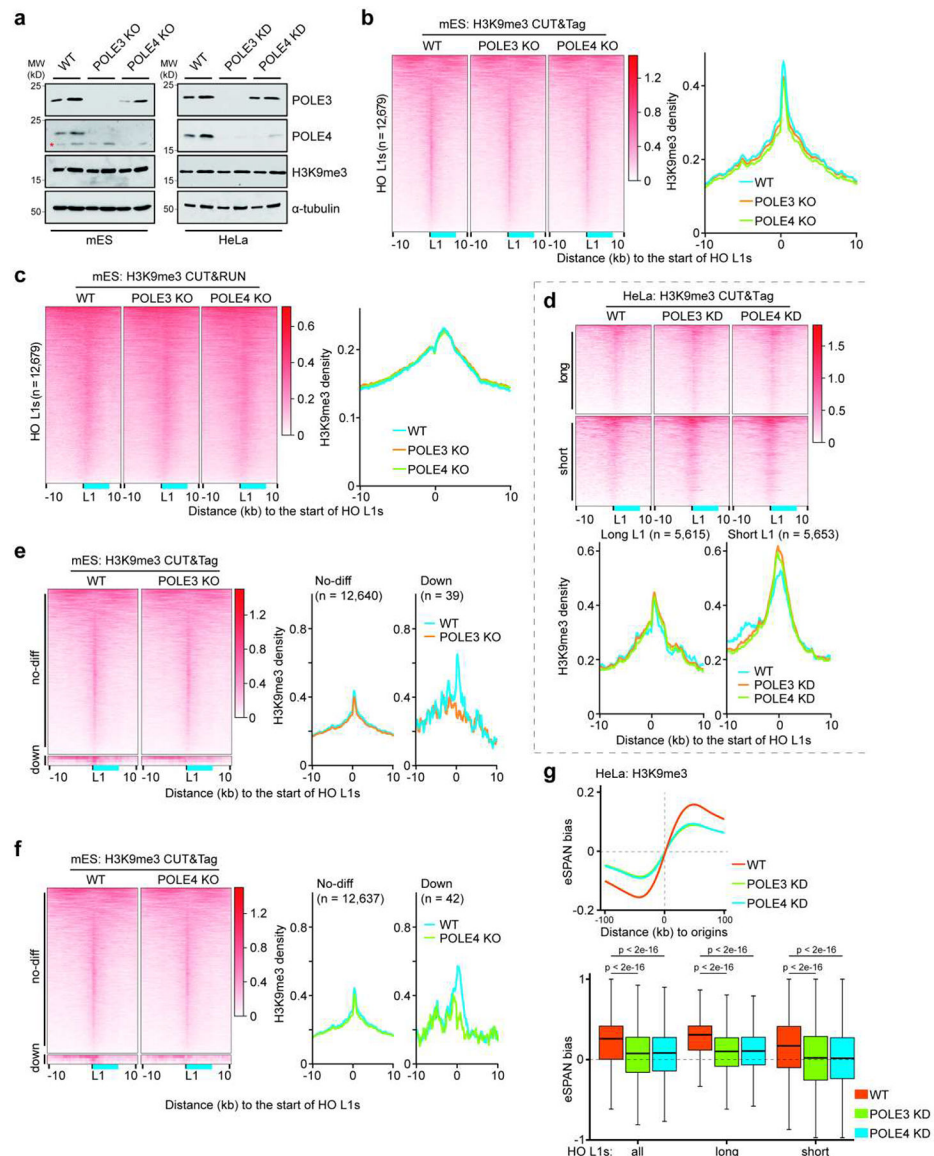 a
WT
POLE3 KO
POLE4 KO
WT
POLE3 KD
POLE4 KD
MW
(kD)
MW
(kD)
25
25
POLE3
25
25
POLE4
*
15
15
H3K9me3
15
15
α-tubulin
50
50
mES
HeLa
b
mES: H3K9me3 CUT&Tag
WT POLE3 KO POLE4 KO
HO L1s (n = 12,679)
1.2
0.8
0.4
0
-10 L1 10 L1 10 L1 10
Distance (kb) to the start of HO L1s
H3K9me3 density
0.4
0.2
0
WT
POLE3 KO
POLE4 KO
-10 -5 0 5 10
c
mES: H3K9me3 CUT&RUN
WT POLE3 KO POLE4 KO
HO L1s (n = 12,679)
0.6
0.4
0.2
0
-10 L1 10 L1 10 L1 10
H3K9me3 density
0.2
0.1
0
WT
POLE3 KO
POLE4 KO
-10 0 10
Distance (kb) to the start of HO L1s
d
HeLa: H3K9me3 CUT&Tag
WT POLE3 KD POLE4 KD
long
short
1.5
1.0
0.5
0
-10 L1 10 L1 10 L1 10
Long L1 (n = 5,615) Short L1 (n = 5,653)
H3K9me3 density
0.6
0.4
0.2
0
0.6
0.4
0.6
0
WT
POLE3 KD
POLE4 KD
-10 0 10 -10 0 10
Distance (kb) to the start of HO L1s
e
mES: H3K9me3 CUT&Tag
WT POLE3 KO
no-diff
down
1.2
0.8
0.4
0
-10 L1 10 L1 10
No-diff
(n = 12,640)
Down
(n = 39)
WT
POLE3 KO
H3K9me3 density
0.8
0.4
0
0.8
0.4
0
-10 0 10 -10 0 10
Distance (kb) to the start of HO L1s
f
mES: H3K9me3 CUT&Tag
WT POLE4 KO
no-diff
down
1.2
0.8
0.4
0
-10 L1 10 L1 10
No-diff
(n = 12,637)
Down
(n = 42)
WT
POLE4 KO
H3K9me3 density
0.8
0.4
0
0.8
0.4
0
-10 0 10 -10 0 10
Distance (kb) to the start of HO L1s
g
HeLa: H3K9me3
eSPAN bias
0.2
0
-0.2
-100 0 100
Distance (kb) to origins
WT
POLE3 KD
POLE4 KD
p < 2e-16 p < 2e-16 p < 2e-16
p < 2e-16 p < 2e-16 p < 2e-16
eSPAN bias
1
0
-1
WT
POLE3 KD
POLE4 KD
HO L1s: all long short